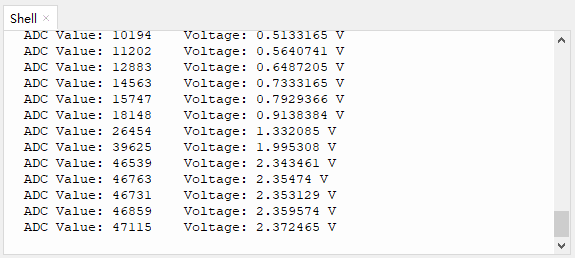 Shell ×
ADC Value: 10194    Voltage: 0.5133165 V
ADC Value: 11202    Voltage: 0.5640741 V
ADC Value: 12883    Voltage: 0.6487205 V
ADC Value: 14563    Voltage: 0.7333165 V
ADC Value: 15747    Voltage: 0.7929366 V
ADC Value: 18148    Voltage: 0.9138384 V
ADC Value: 26454    Voltage: 1.332085 V
ADC Value: 39625    Voltage: 1.995308 V
ADC Value: 46539    Voltage: 2.343461 V
ADC Value: 46763    Voltage: 2.35474 V
ADC Value: 46731    Voltage: 2.353129 V
ADC Value: 46859    Voltage: 2.359574 V
ADC Value: 47115    Voltage: 2.372465 V